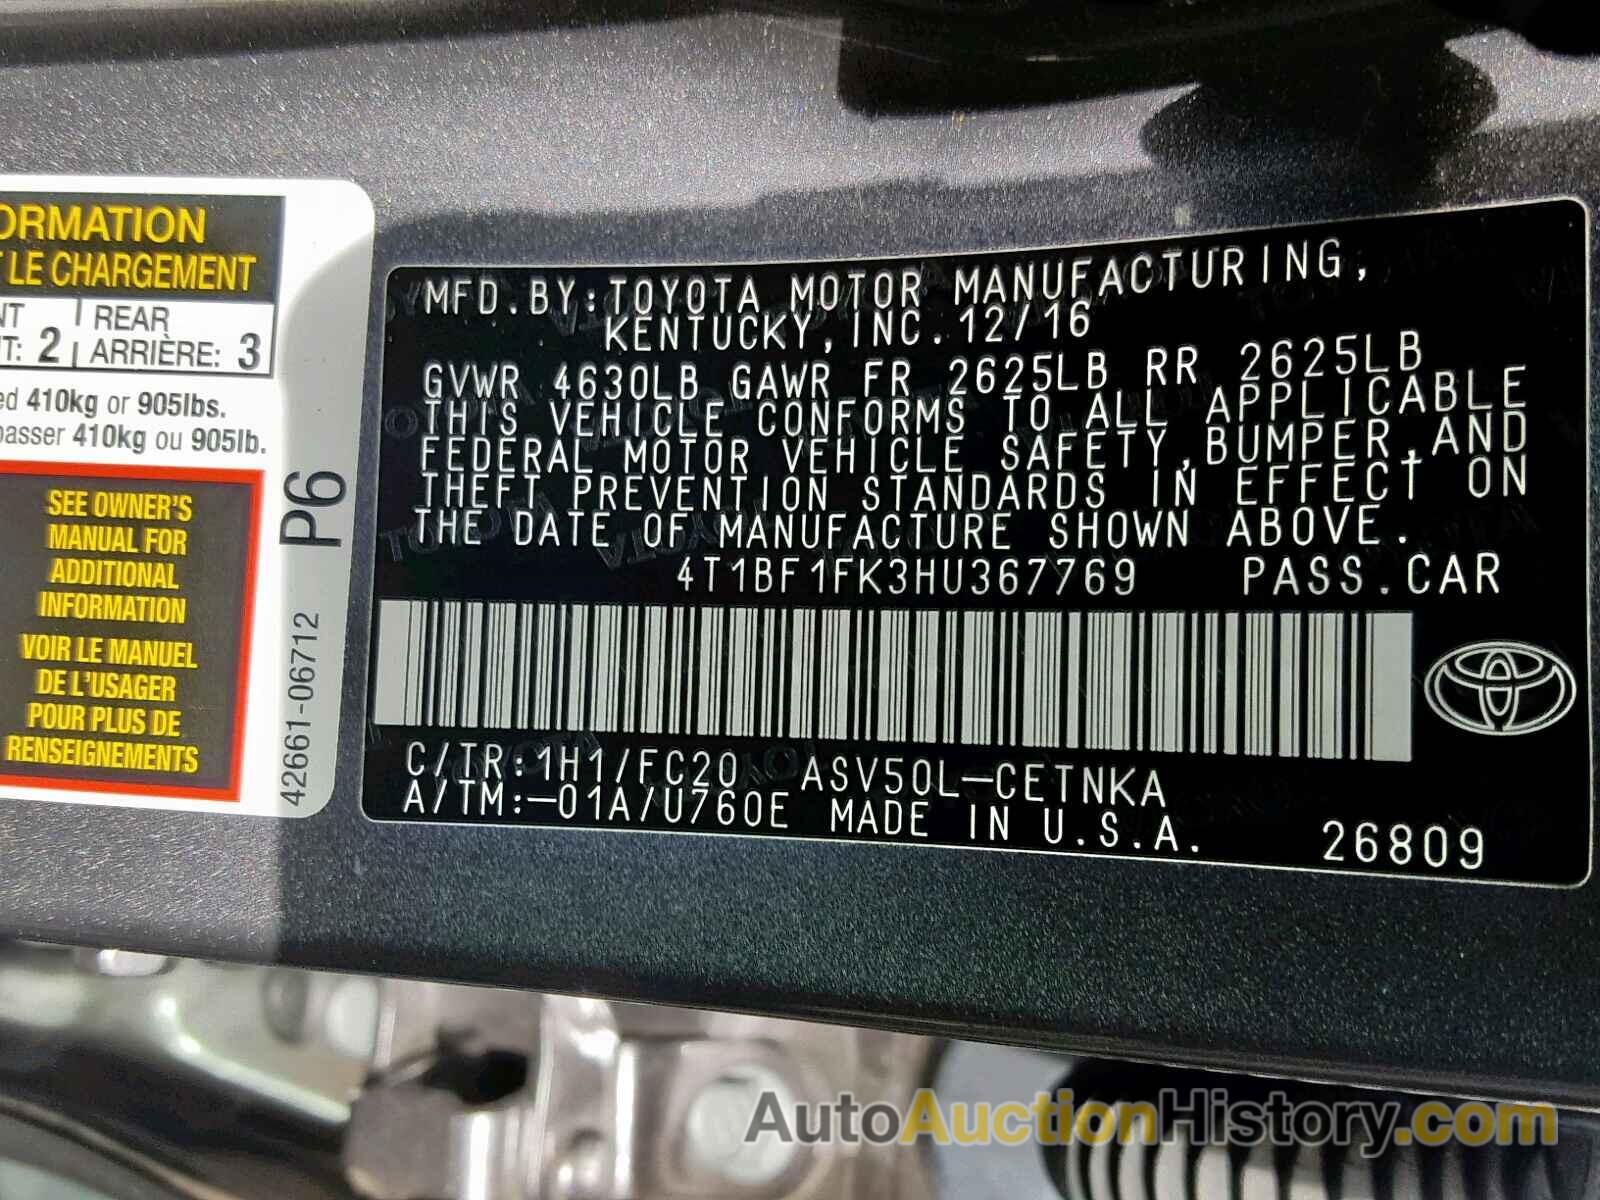 ORMATION
LE CHARGEMENT
NT
T: 2
REAR
ARRIÈRE: 3
ed 410kg or 905lbs.
passer 410kg ou 905lb.
SEE OWNER'S
MANUAL FOR
ADDITIONAL
INFORMATION
VOIR LE MANUEL
DE L'USAGER
POUR PLUS DE
RENSEIGNEMENTS
P6
42661-06712
MFD.BY:TOYOTA MOTOR MANUFACTURING,
KENTUCKY,INC.12/16
GVWR 4630LB GAWR FR 2625LB RR 2625LB
THIS VEHICLE CONFORMS TO ALL APPLICABLE
FEDERAL MOTOR VEHICLE SAFETY,BUMPER,AND
THEFT PREVENTION STANDARDS IN EFFECT ON
THE DATE OF MANUFACTURE SHOWN ABOVE.
4T1BF1FK3HU367769 PASS.CAR
C/TR:1H1/FC20 ASV50L-CETNKA
A/TM:-01A/U760E MADE IN U.S.A.
26809
AutoAuctionHistory.com